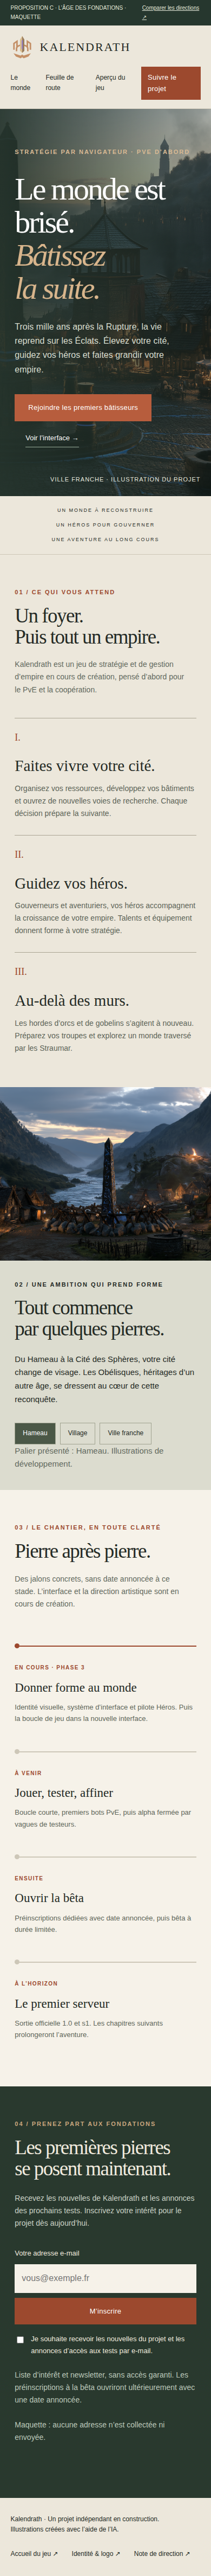 PROPOSITION C · L'ÂGE DES FONDATIONS ·
MAQUETTE
Comparer les directions
↗
KALENDRATH
Le
monde
Feuille de
route
Aperçu du
jeu
Suivre le
projet
STRATÉGIE PAR NAVIGATEUR · PVE D'ABORD
Le monde est
brisé.
Bâtissez
la suite.
Trois mille ans après la Rupture, la vie
reprend sur les Éclats. Élevez votre cité,
guidez vos héros et faites grandir votre
empire.
Rejoindre les premiers bâtisseurs
Voir l'interface →
VILLE FRANCHE · ILLUSTRATION DU PROJET
UN MONDE À RECONSTRUIRE
UN HÉROS POUR GOUVERNER
UNE AVENTURE AU LONG COURS
01 / CE QUI VOUS ATTEND
Un foyer.
Puis tout un empire.
Kalendrath est un jeu de stratégie et de gestion
d'empire en cours de création, pensé d'abord pour
le PvE et la coopération.
I.
Faites vivre votre cité.
Organisez vos ressources, développez vos bâtiments
et ouvrez de nouvelles voies de recherche. Chaque
décision prépare la suivante.
II.
Guidez vos héros.
Gouverneurs et aventuriers, vos héros accompagnent
la croissance de votre empire. Talents et équipement
donnent forme à votre stratégie.
III.
Au-delà des murs.
Les hordes d'orcs et de gobelins s'agitent à nouveau.
Préparez vos troupes et explorez un monde traversé
par les Straumar.
02 / UNE AMBITION QUI PREND FORME
Tout commence
par quelques pierres.
Du Hameau à la Cité des Sphères, votre cité
change de visage. Les Obélisques, héritages d'un
autre âge, se dressent au cœur de cette
reconquête.
Hameau
Village
Ville franche
Palier présenté : Hameau. Illustrations de
développement.
03 / LE CHANTIER, EN TOUTE CLARTÉ
Pierre après pierre.
Des jalons concrets, sans date annoncée à ce
stade. L'interface et la direction artistique sont en
cours de création.
EN COURS · PHASE 3
Donner forme au monde
Identité visuelle, système d'interface et pilote Héros. Puis
la boucle de jeu dans la nouvelle interface.
À VENIR
Jouer, tester, affiner
Boucle courte, premiers bots PvE, puis alpha fermée par
vagues de testeurs.
ENSUITE
Ouvrir la bêta
Préinscriptions dédiées avec date annoncée, puis bêta à
durée limitée.
À L'HORIZON
Le premier serveur
Sortie officielle 1.0 et s1. Les chapitres suivants
prolongeront l'aventure.
04 / PRENEZ PART AUX FONDATIONS
Les premières pierres
se posent maintenant.
Recevez les nouvelles de Kalendrath et les annonces
des prochains tests. Inscrivez votre intérêt pour le
projet dès aujourd'hui.
Votre adresse e-mail
vous@exemple.fr
M'inscrire
Je souhaite recevoir les nouvelles du projet et les
annonces d'accès aux tests par e-mail.
Liste d'intérêt et newsletter, sans accès garanti. Les
préinscriptions à la bêta ouvriront ultérieurement avec
une date annoncée.
Maquette : aucune adresse n'est collectée ni
envoyée.
Kalendrath · Un projet indépendant en construction.
Illustrations créées avec l'aide de l'IA.
Accueil du jeu ↗
Identité & logo ↗
Note de direction ↗